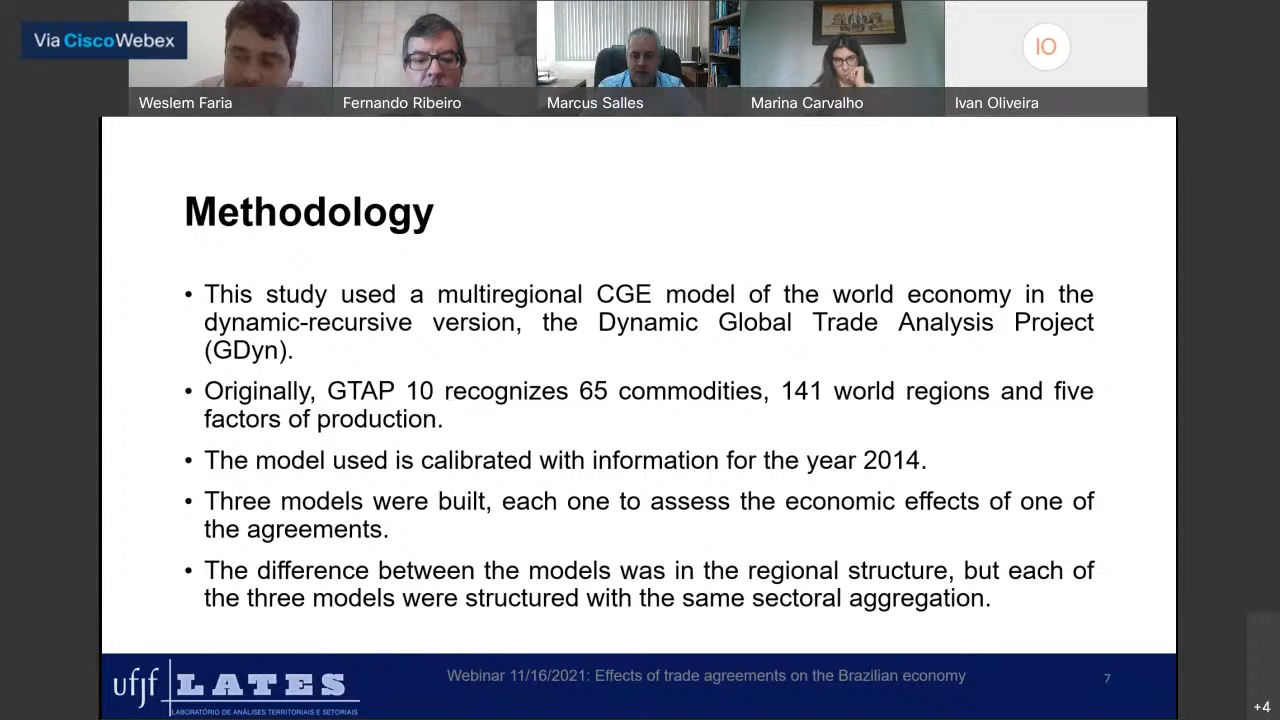 Via CiscoWebex
Weslem Faria
Fernando Ribeiro
Marcus Salles
Marina Carvalho
IO
Ivan Oliveira
Methodology
• This study used a multiregional CGE model of the world economy in the
dynamic-recursive version, the Dynamic Global Trade Analysis Project
(GDyn).
• Originally, GTAP 10 recognizes 65 commodities, 141 world regions and five
factors of production.
• The model used is calibrated with information for the year 2014.
• Three models were built, each one to assess the economic effects of one of
the agreements.
• The difference between the models was in the regional structure, but each of
the three models were structured with the same sectoral aggregation.
ufjf LATES
LABORATÓRIO DE ANÁLISES TERRITORIAIS E SETORIAIS
Webinar 11/16/2021: Effects of trade agreements on the Brazilian economy
7
+4